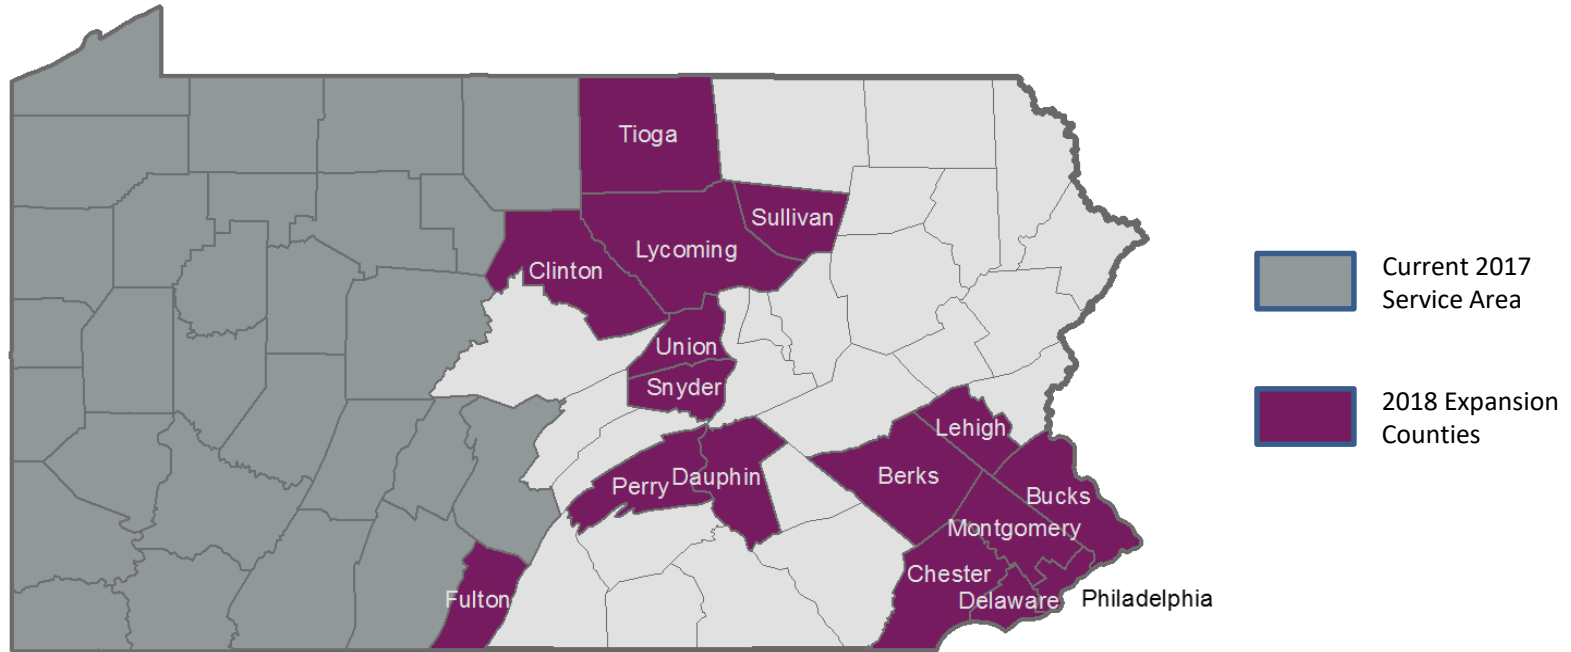 Tioga
Sullivan
Lycoming
Clinton
Current 2017
Service Area
Union
Snyder
2018 Expansion
Counties
Lehigh
Berks
Dauphin
Perry
Bucks
Montgomery
Chester
Fulton
Delaware
Philadelphia